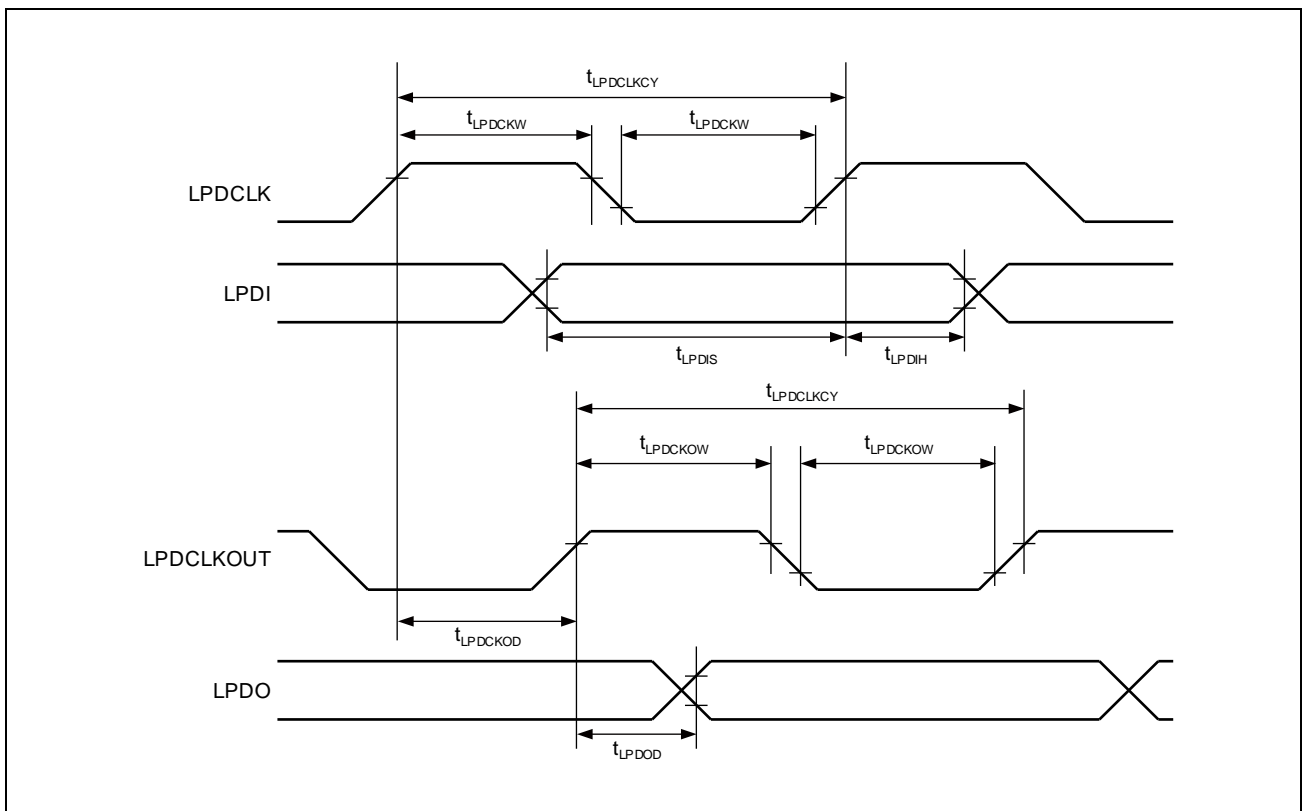 tLPDCLKCY
tLPDCKW tLPDCKW
LPDCLK
LPDI
tLPDIS tLPDIH
tLPDCLKCY
tLPDCKOW tLPDCKOW
LPDCLKOUT
tLPDCKOD
LPDO
tLPDOD